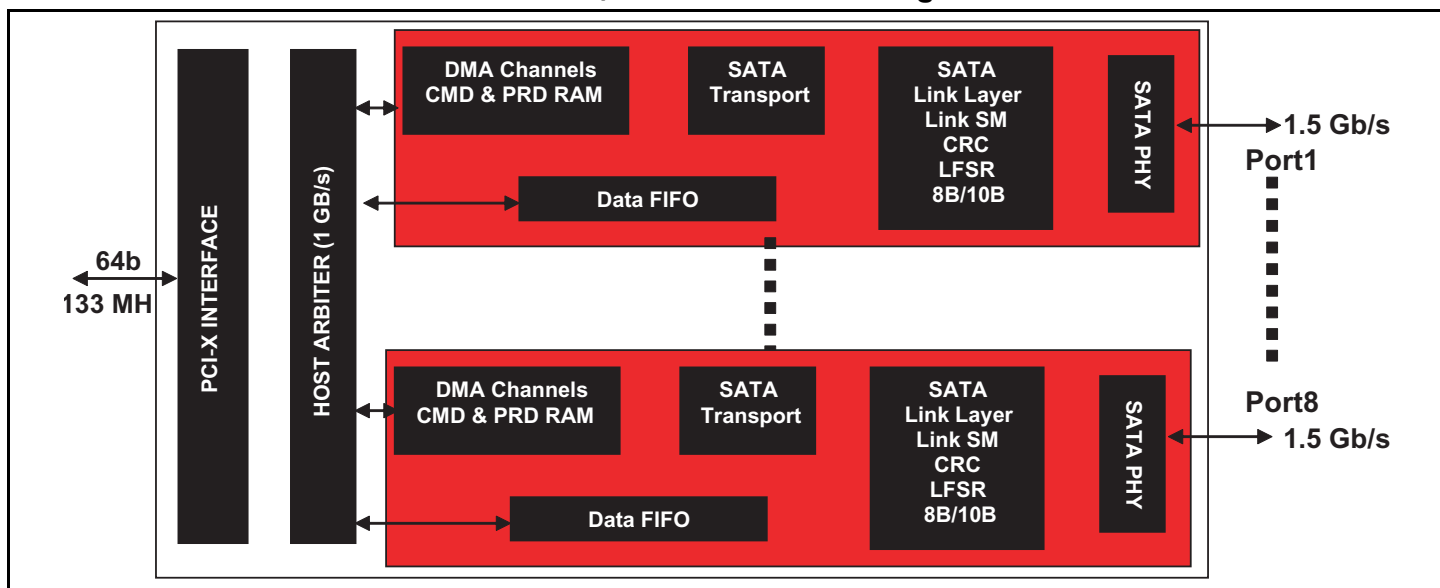 DMA Channels
CMD & PRD RAM
SATA
Transport
SATA
Link Layer
Link SM
CRC
LFSR
8B/10B
SATA PHY
1.5 Gb/s
Port1
Data FIFO
64b
133 MH
PCI-X INTERFACE
HOST ARBITER (1 GB/s)
DMA Channels
CMD & PRD RAM
SATA
Transport
SATA
Link Layer
Link SM
CRC
LFSR
8B/10B
SATA PHY
Port8
1.5 Gb/s
Data FIFO